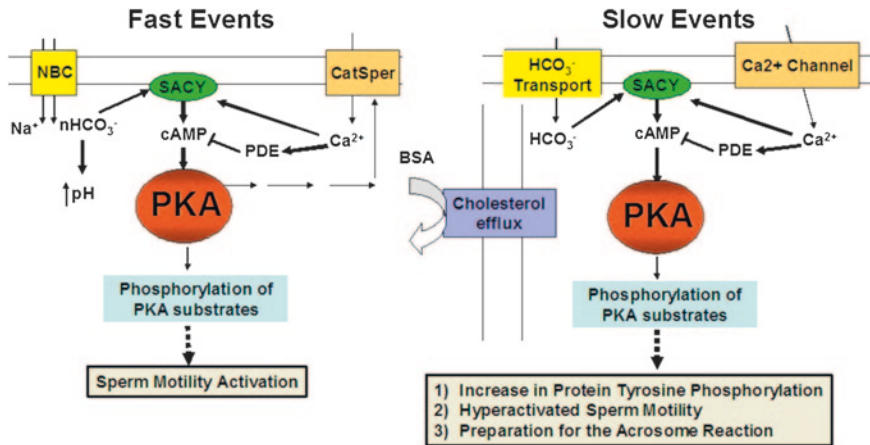 Fast Events
NBC
SACY
CatSper
Na⁺
nHCO₃⁻
cAMP
PDE
Ca²⁺
↑pH
PKA
Phosphorylation of
PKA substrates
Sperm Motility Activation
BSA
Cholesterol
efflux
Slow Events
HCO₃⁻
Transport
SACY
Ca2+ Channel
HCO₃⁻
cAMP
PDE
Ca²⁺
PKA
Phosphorylation of
PKA substrates
1) Increase in Protein Tyrosine Phosphorylation
2) Hyperactivated Sperm Motility
3) Preparation for the Acrosome Reaction